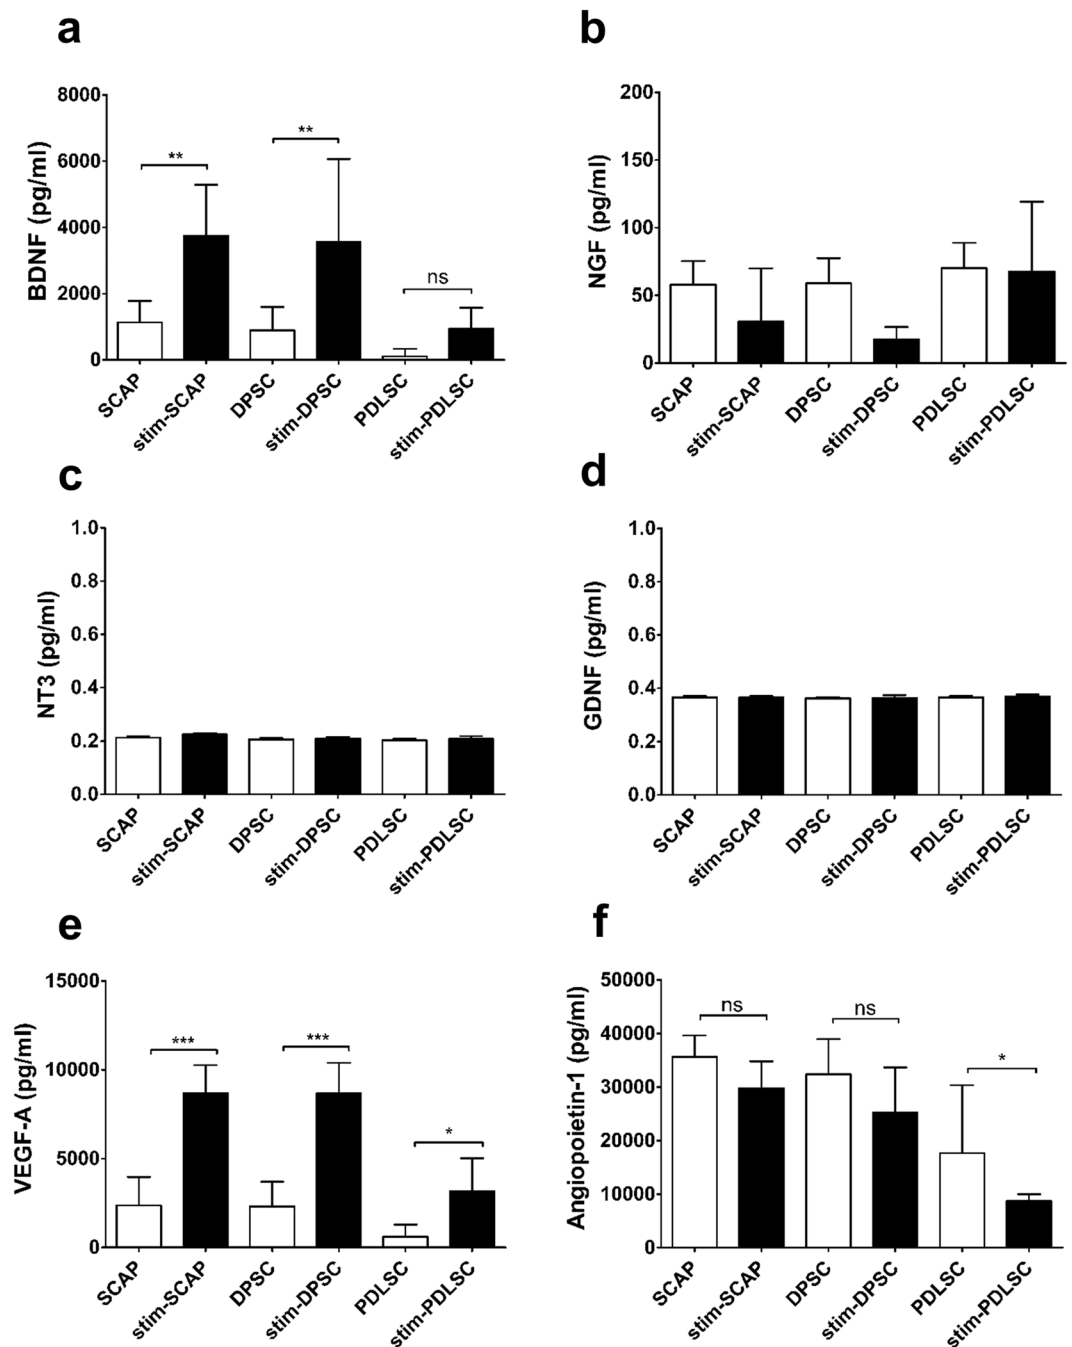 a
BDNF (pg/ml)
8000
6000
4000
2000
0
**
**
ns
SCAP
stim-SCAP
DPSC
stim-DPSC
PDLSC
stim-PDLSC
b
NGF (pg/ml)
200
150
100
50
0
SCAP
stim-SCAP
DPSC
stim-DPSC
PDLSC
stim-PDLSC
c
NT3 (pg/ml)
1.0
0.8
0.6
0.4
0.2
0.0
SCAP
stim-SCAP
DPSC
stim-DPSC
PDLSC
stim-PDLSC
d
GDNF (pg/ml)
1.0
0.8
0.6
0.4
0.2
0.0
SCAP
stim-SCAP
DPSC
stim-DPSC
PDLSC
stim-PDLSC
e
VEGF-A (pg/ml)
15000
10000
5000
0
***
***
*
SCAP
stim-SCAP
DPSC
stim-DPSC
PDLSC
stim-PDLSC
f
Angiopoietin-1 (pg/ml)
50000
40000
30000
20000
10000
0
ns
ns
*
SCAP
stim-SCAP
DPSC
stim-DPSC
PDLSC
stim-PDLSC